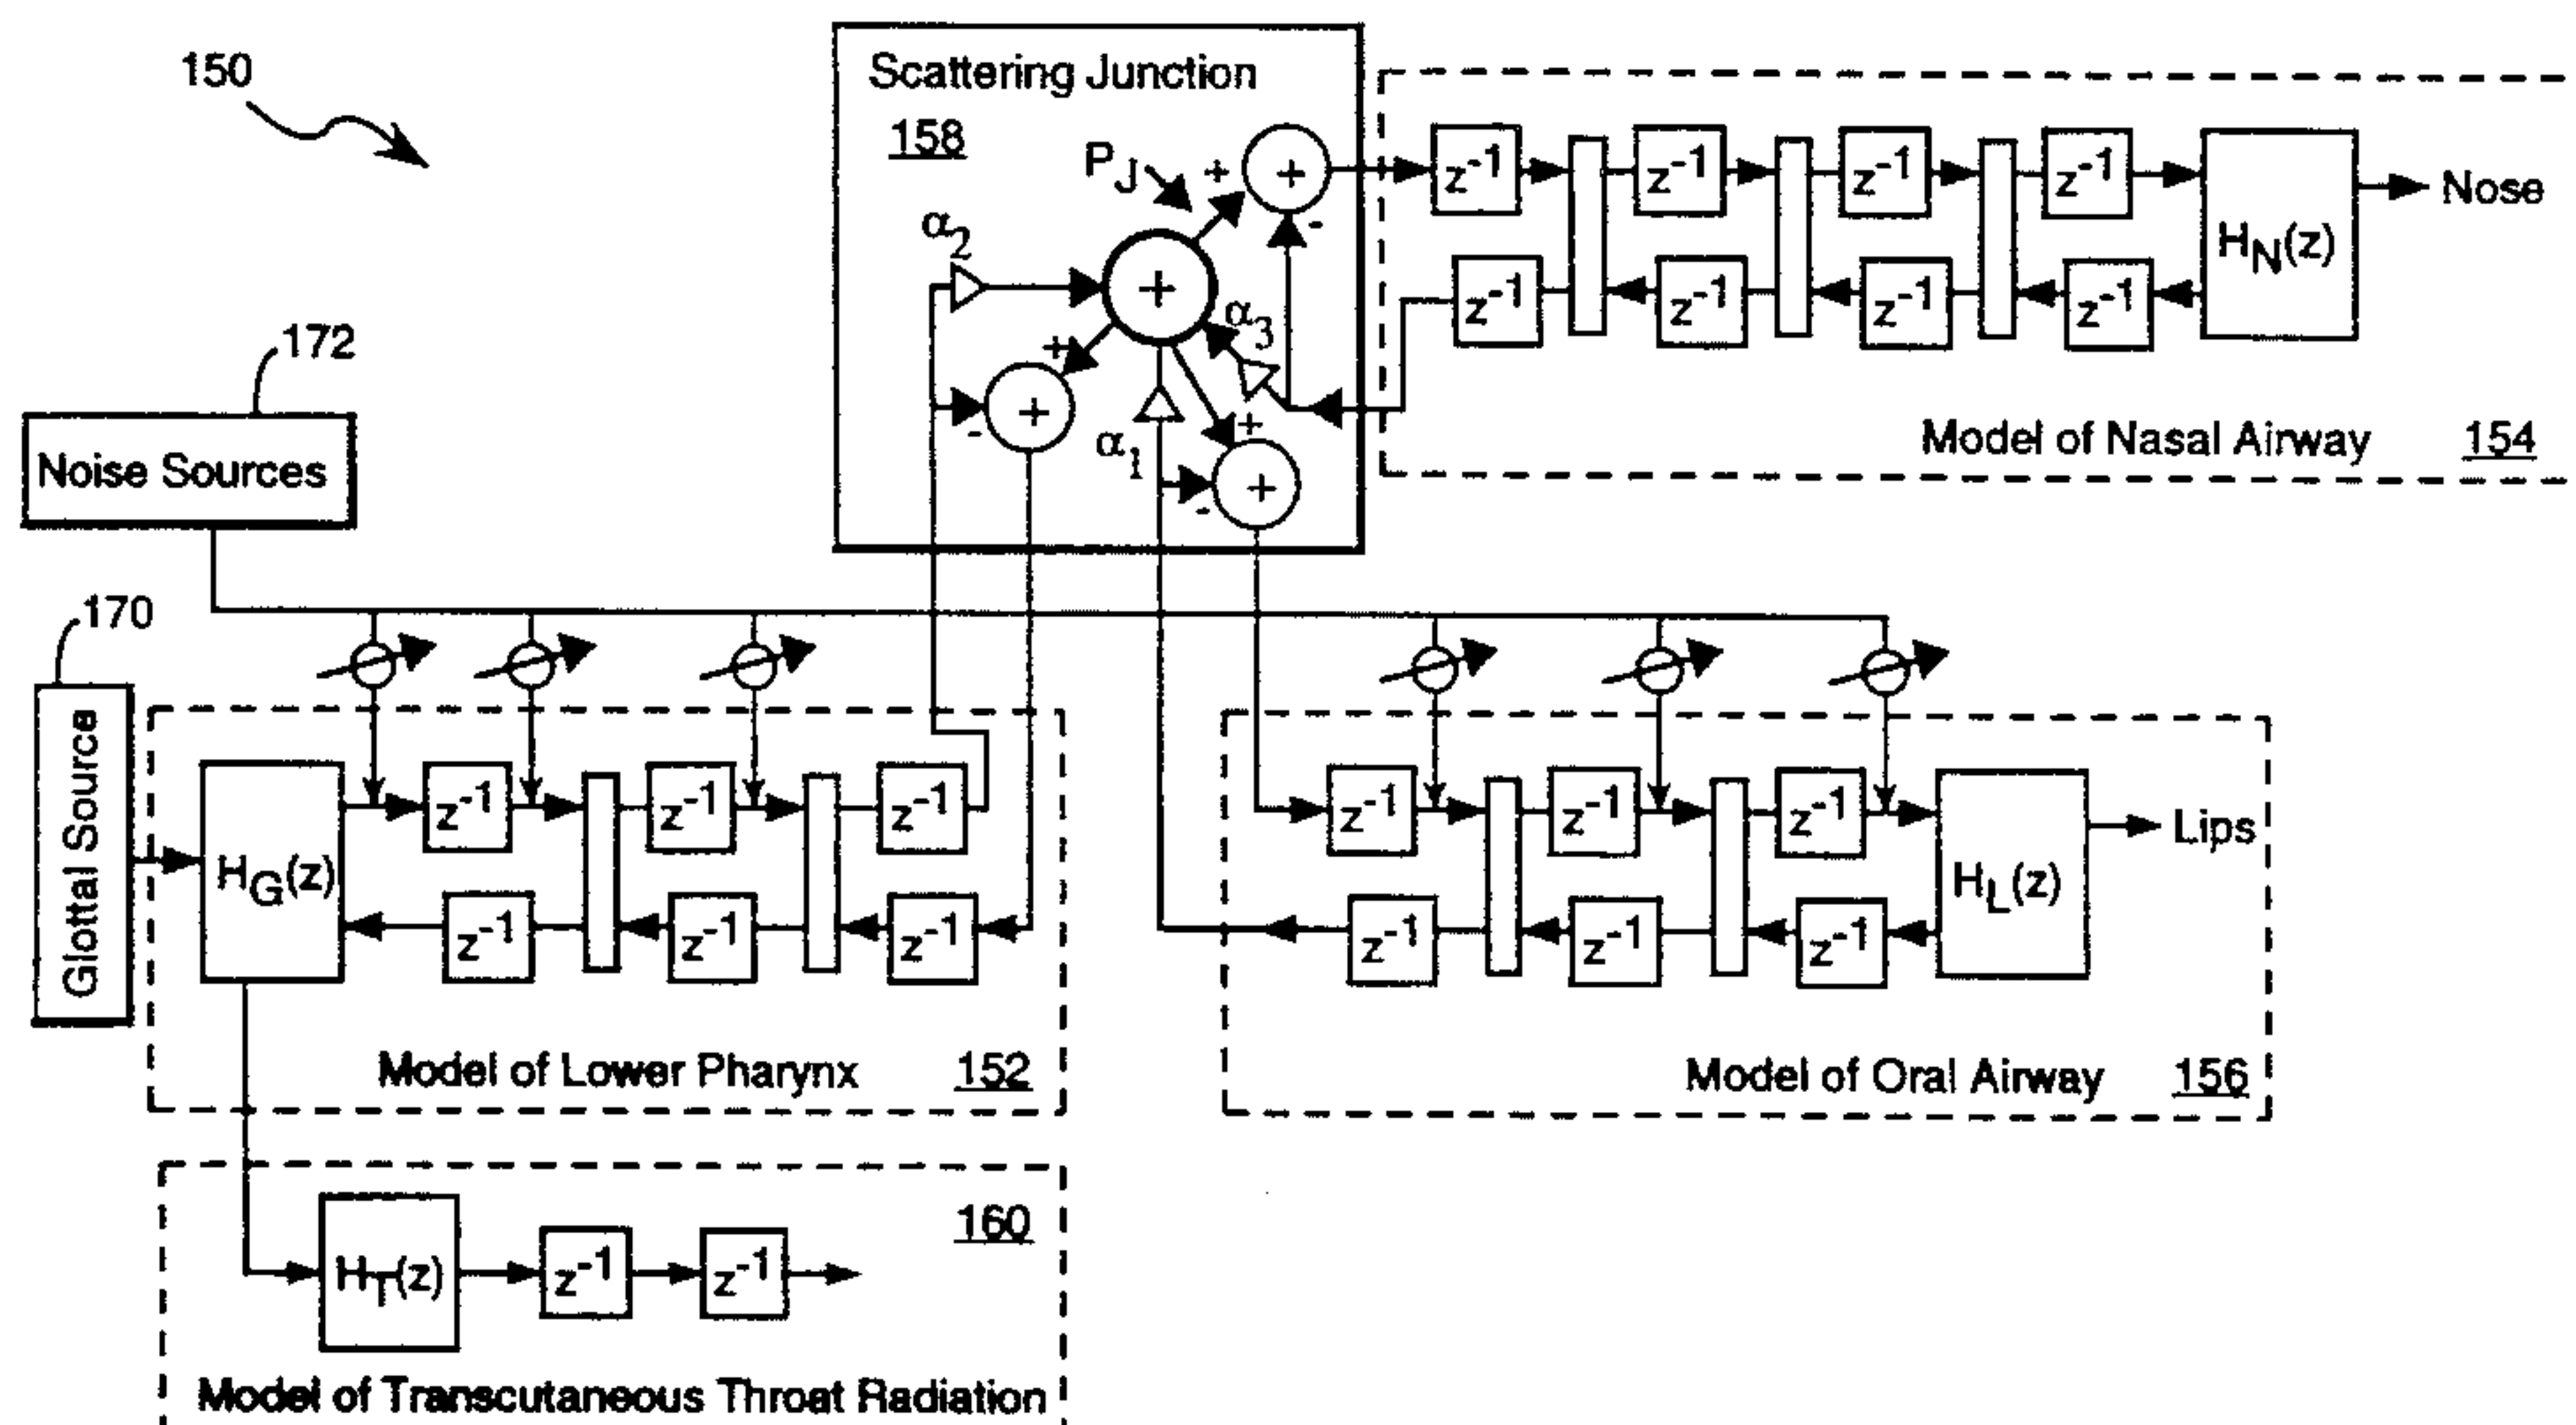 150
Scattering Junction
158
P_J
+
+
-
α_2
+
α_3
+
+
-
α_1
+
+
-
z^-1 z^-1 z^-1 z^-1
H_N(z)
Nose
z^-1 z^-1 z^-1 z^-1
Model of Nasal Airway 154
172
Noise Sources
170
Glottal Source
H_G(z)
z^-1 z^-1 z^-1
z^-1 z^-1 z^-1
Model of Lower Pharynx 152
z^-1 z^-1 z^-1
H_L(z)
Lips
z^-1 z^-1 z^-1
Model of Oral Airway 156
160
H_T(z) z^-1 z^-1
Model of Transcutaneous Throat Radiation